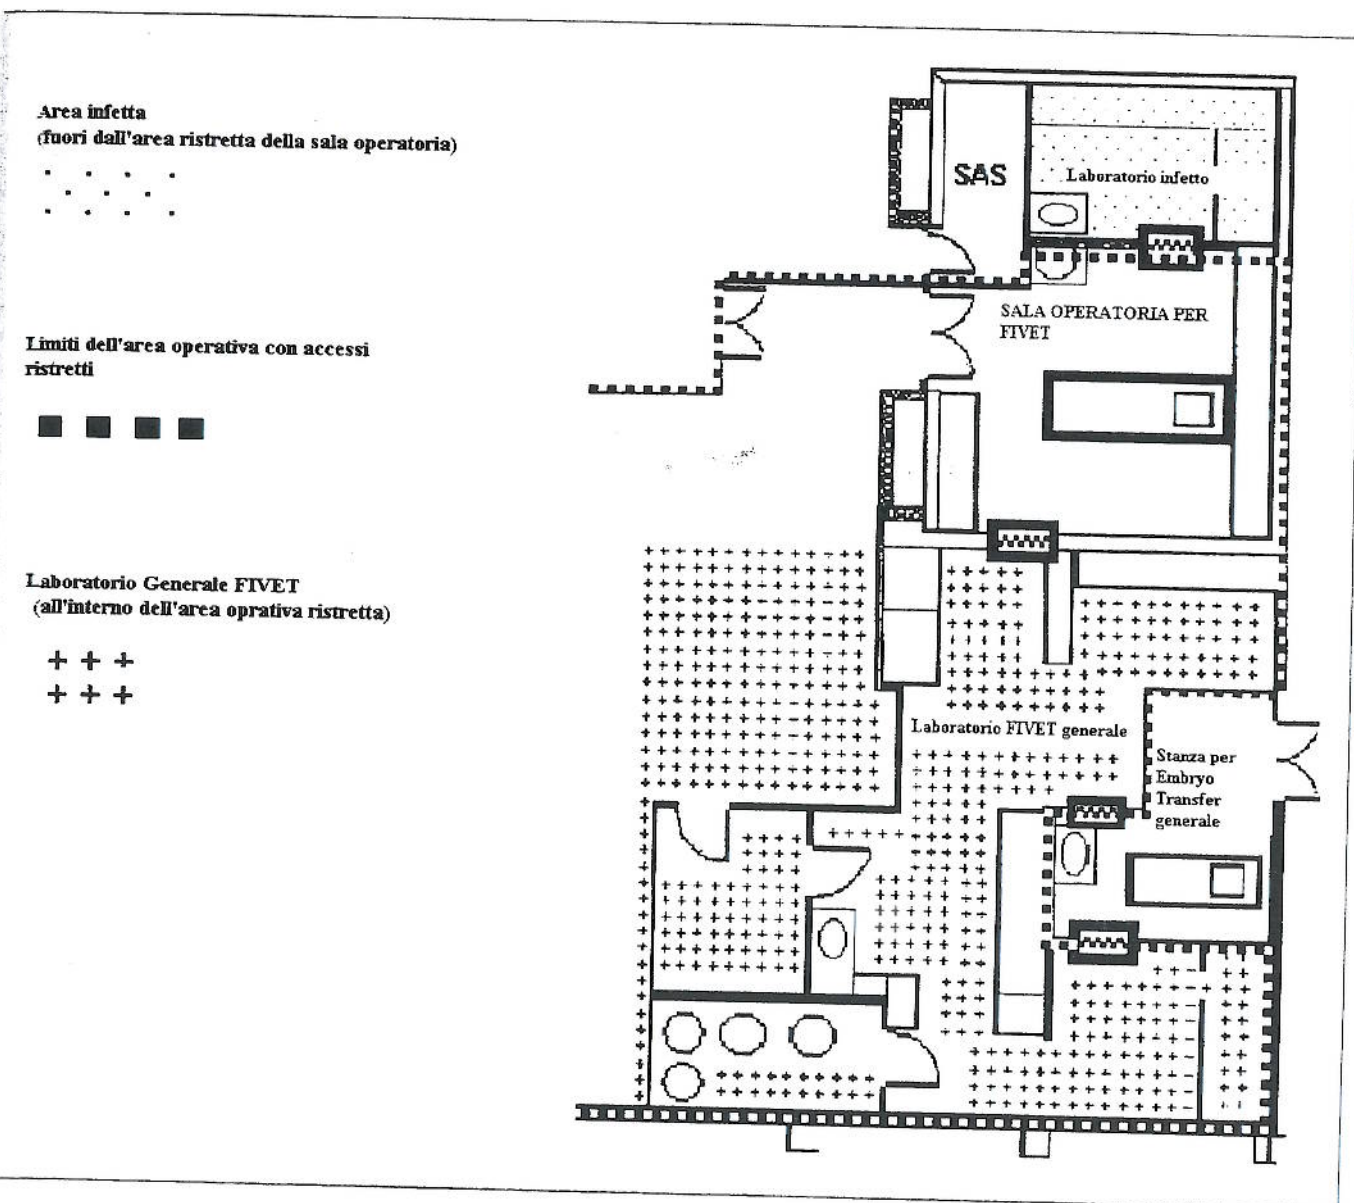 Area infetta
(fuori dall'area ristretta della sala operatoria)
Limiti dell'area operativa con accessi
ristretti
Laboratorio Generale FIVET
(all'interno dell'area oprativa ristretta)
SAS
Laboratorio infetto
SALA OPERATORIA PER
FIVET
Laboratorio FIVET generale
Stanza per
Embryo
Transfer
generale